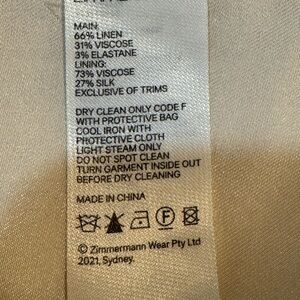 MAIN:
66% LINEN
31% VISCOSE
3% ELASTANE
LINING:
73% VISCOSE
27% SILK
EXCLUSIVE OF TRIMS
DRY CLEAN ONLY CODE F
WITH PROTECTIVE BAG
COOL IRON WITH
PROTECTIVE CLOTH
LIGHT STEAM ONLY
DO NOT SPOT CLEAN
TURN GARMENT INSIDE OUT
BEFORE DRY CLEANING
MADE IN CHINA
F
© Zimmermann Wear Pty Ltd
2021, Sydney.